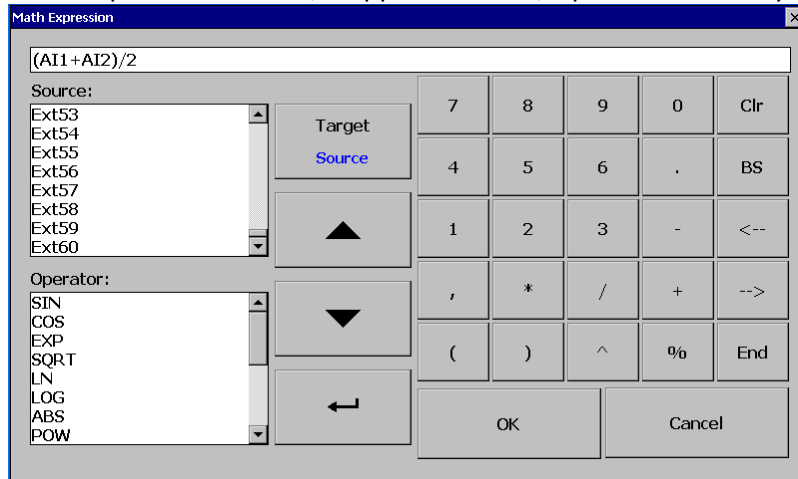 Math Expression
(AI1+AI2)/2
Source:
Ext53
Ext54
Ext55
Ext56
Ext57
Ext58
Ext59
Ext60
Operator:
SIN
COS
EXP
SQRT
LN
LOG
ABS
POW
Target
Source
7 8 9 0 Clr
4 5 6 . BS
1 2 3 - <--
, * / + -->
( ) ^ % End
OK Cancel